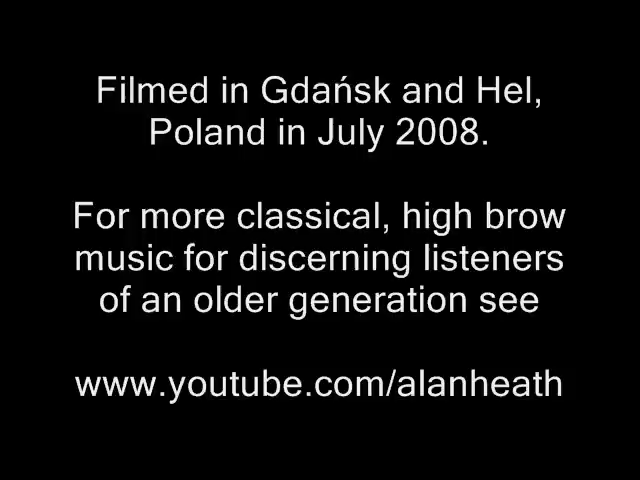 Filmed in Gdańsk and Hel,
Poland in July 2008.
For more classical, high brow
music for discerning listeners
of an older generation see
www.youtube.com/alanheath